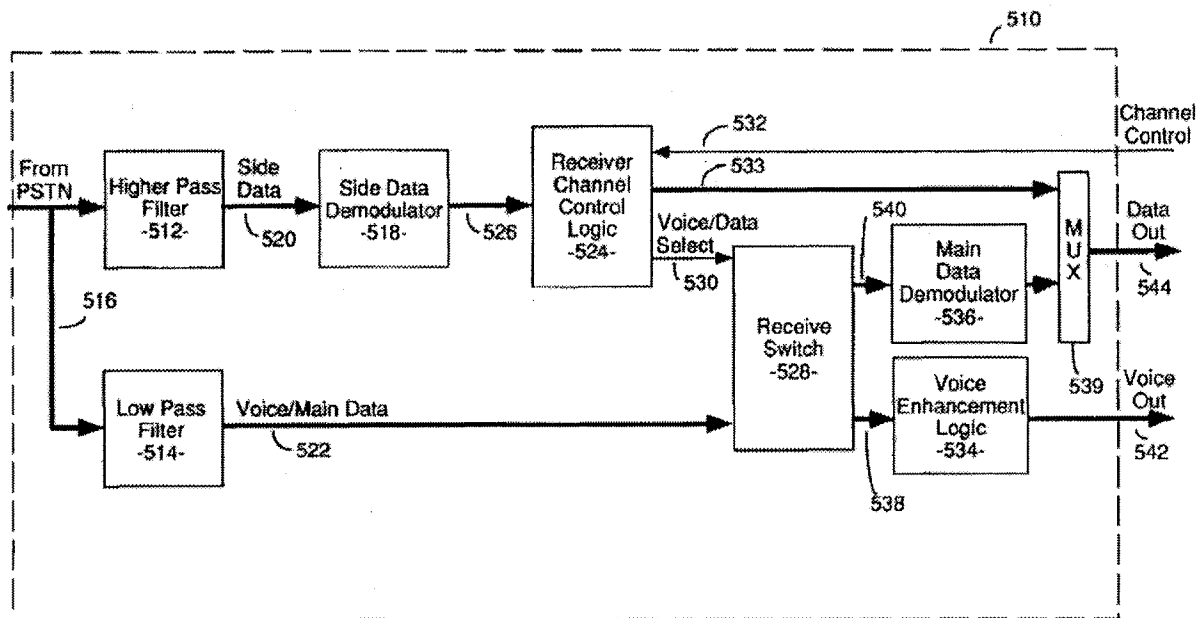 510
Channel
Control
532
533
From
PSTN
Higher Pass
Filter
-512-
Side
Data
520
Side Data
Demodulator
-518-
526
Receiver
Channel
Control
Logic
-524-
Voice/Data
Select
530
540
Main
Data
Demodulator
-536-
MUX
539
Data
Out
544
516
Receive
Switch
-528-
Low Pass
Filter
-514-
Voice/Main Data
522
Voice
Enhancement
Logic
-534-
538
Voice
Out
542